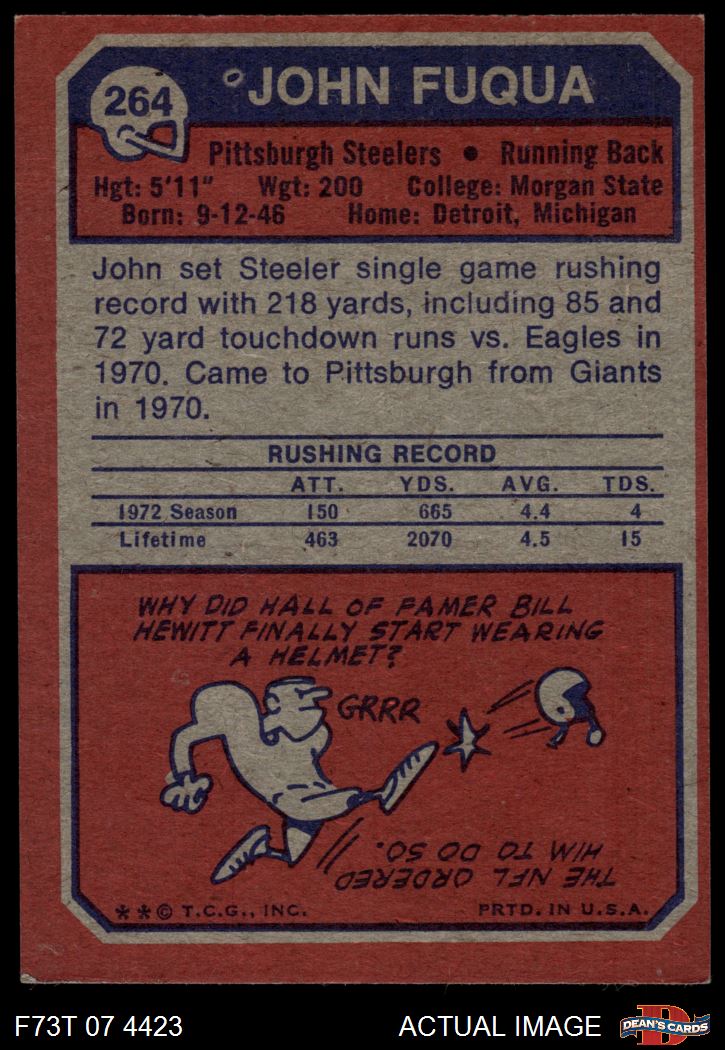 264
JOHN FUQUA
Pittsburgh Steelers • Running Back
Hgt: 5'11" Wgt: 200 College: Morgan State
Born: 9-12-46 Home: Detroit, Michigan
John set Steeler single game rushing
record with 218 yards, including 85 and
72 yard touchdown runs vs. Eagles in
1970. Came to Pittsburgh from Giants
in 1970.
RUSHING RECORD
ATT. YDS. AVG. TDS.
1972 Season 150 665 4.4 4
Lifetime 463 2070 4.5 15
WHY DID HALL OF FAMER BILL
HEWITT FINALLY START WEARING
A HELMET?
GRRR
THE NFL ORDERED
HIM TO DO SO.
* * © T.C.G., INC. PRTD. IN U.S.A.
F73T 07 4423 ACTUAL IMAGE
D
DEAN'S CARDS